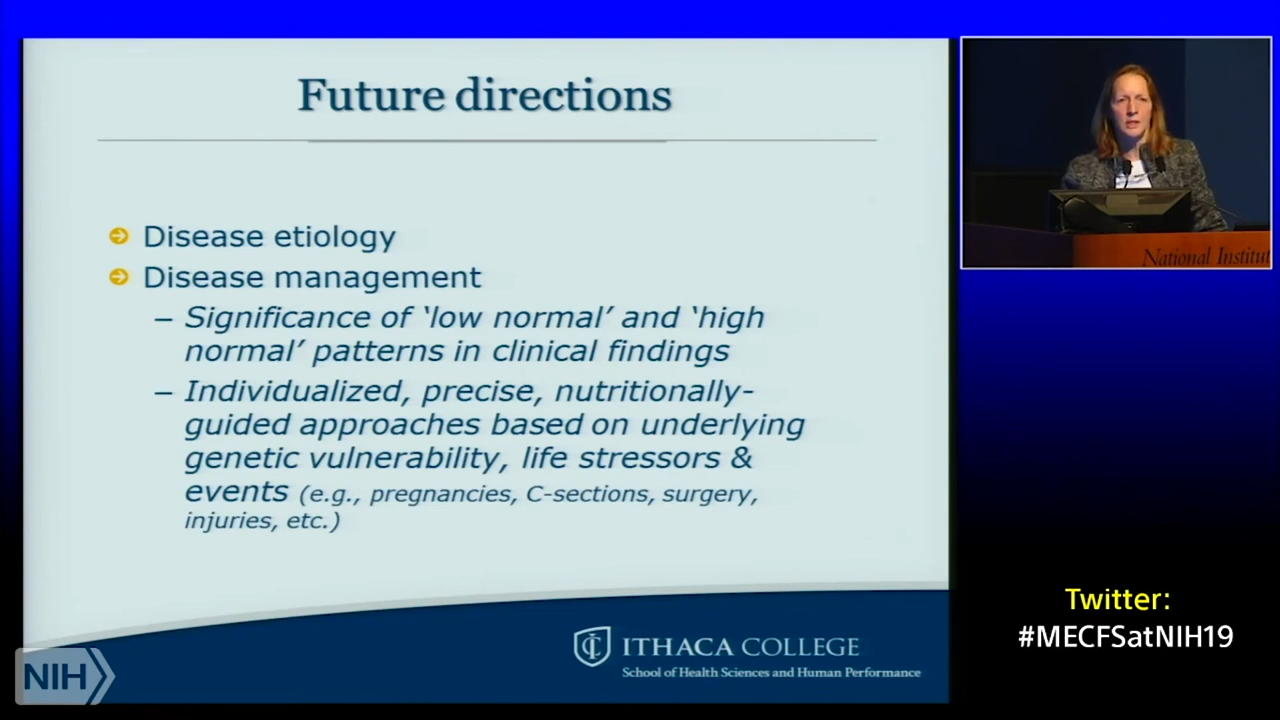 Future directions
Disease etiology
Disease management
– Significance of ‘low normal’ and ‘high
normal’ patterns in clinical findings
– Individualized, precise, nutritionally-
guided approaches based on underlying
genetic vulnerability, life stressors &
events (e.g., pregnancies, C-sections, surgery,
injuries, etc.)
ITHACA COLLEGE
School of Health Sciences and Human Performance
NIH
National Institut
Twitter:
#MECFSatNIH19